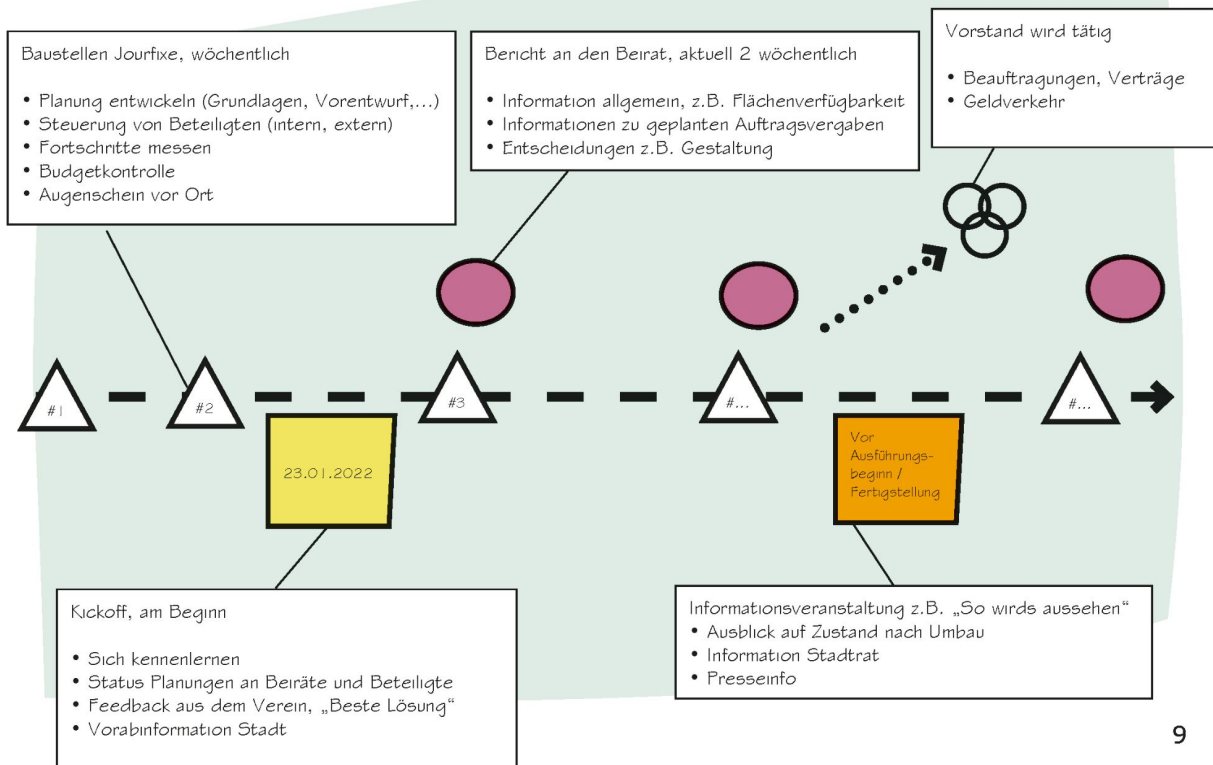 Baustellen Jourfixe, wöchentlich
• Planung entwickeln (Grundlagen, Vorentwurf,...)
• Steuerung von Beteiligten (intern, extern)
• Fortschritte messen
• Budgetkontrolle
• Augenschein vor Ort
Bericht an den Beirat, aktuell 2 wöchentlich
• Information allgemein, z.B. Flächenverfügbarkeit
• Informationen zu geplanten Auftragsvergaben
• Entscheidungen z.B. Gestaltung
Vorstand wird tätig
• Beauftragungen, Verträge
• Geldverkehr
#1
#2
#3
#...
#...
23.01.2022
Vor
Ausführungs-
beginn /
Fertigstellung
Kickoff, am Beginn
• Sich kennenlernen
• Status Planungen an Beiräte und Beteiligte
• Feedback aus dem Verein, „Beste Lösung“
• Vorabinformation Stadt
Informationsveranstaltung z.B. „So wirds aussehen“
• Ausblick auf Zustand nach Umbau
• Information Stadtrat
• Presseinfo
9